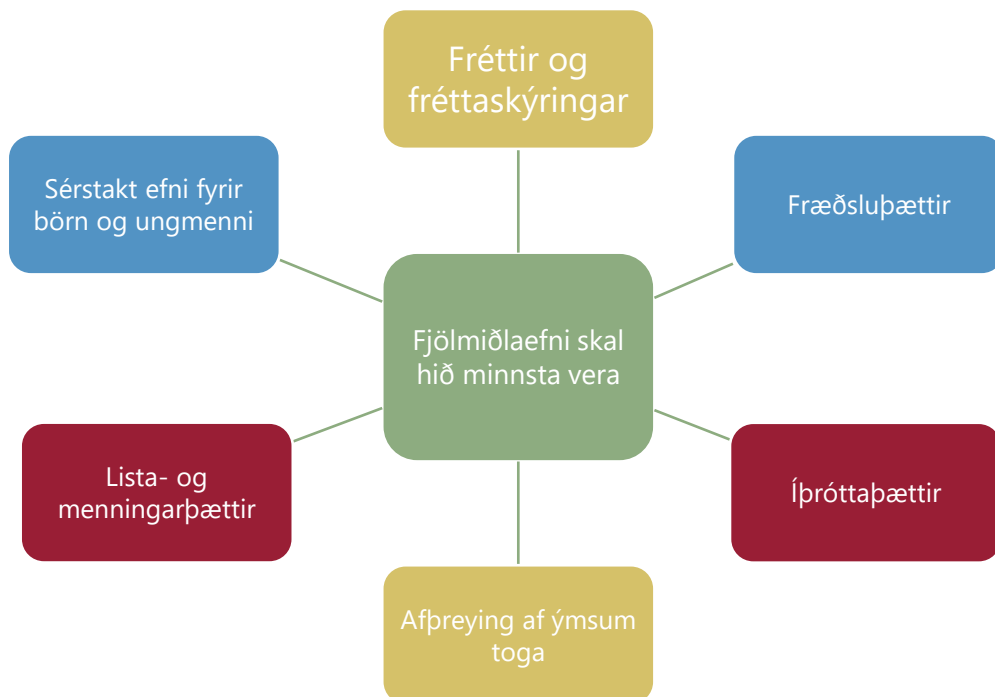 Fréttir og
fréttaskýringar
Sérstakt efni fyrir
börn og ungmenni
Fræðsluþættir
Fjölmiðlaefni skal
hið minnsta vera
Lista- og
menningarþættir
Íþróttaþættir
Afþreying af ýmsum
toga